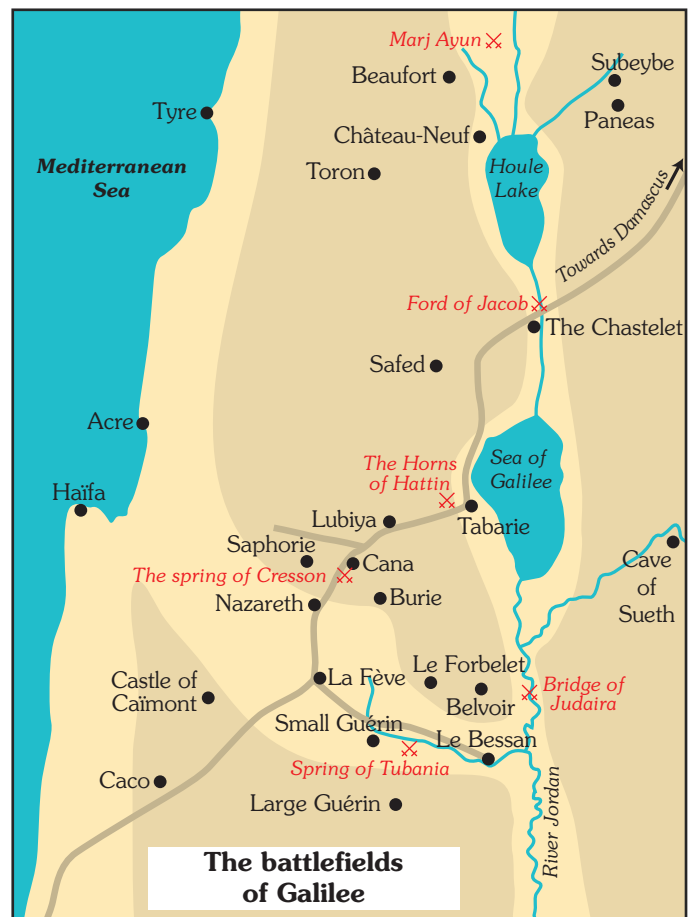 Marj Ayun
Subeybe
Beaufort
Paneas
Tyre
Château-Neuf
Mediterranean
Sea
Toron
Houle
Lake
Towards Damascus
Ford of Jacob
The Chastelet
Safed
Acre
The Horns
of Hattin
Sea of
Galilee
Haïfa
Lubiya
Tabarie
Saphorie
Cana
The spring of Cresson
Cave
of
Sueth
Nazareth
Burie
Le Forbelet
La Fève
Bridge of
Judaira
Castle of
Caïmont
Belvoir
Small Guérin
Le Bessan
Spring of Tubania
Caco
Large Guérin
River Jordan
The battlefields
of Galilee